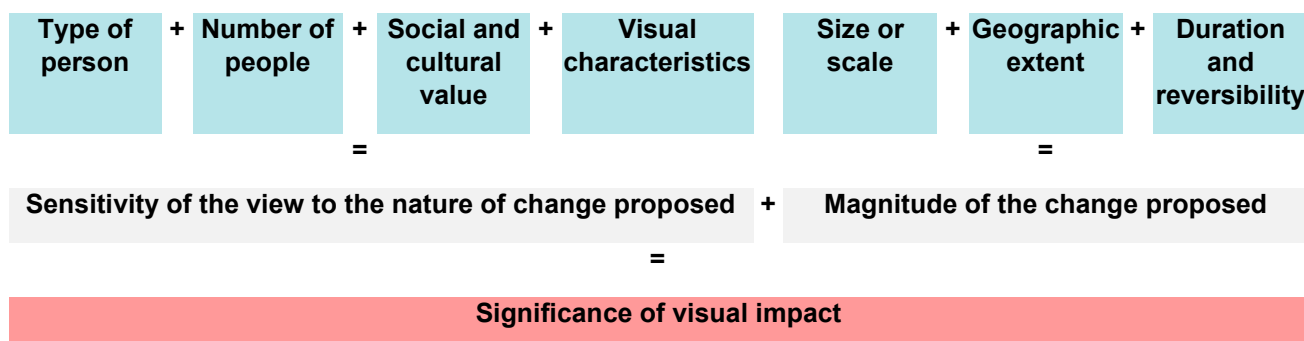 Type of + Number of + Social and + Visual Size or + Geographic + Duration
person people cultural characteristics scale extent and
value reversibility
= =
Sensitivity of the view to the nature of change proposed + Magnitude of the change proposed
=
Significance of visual impact